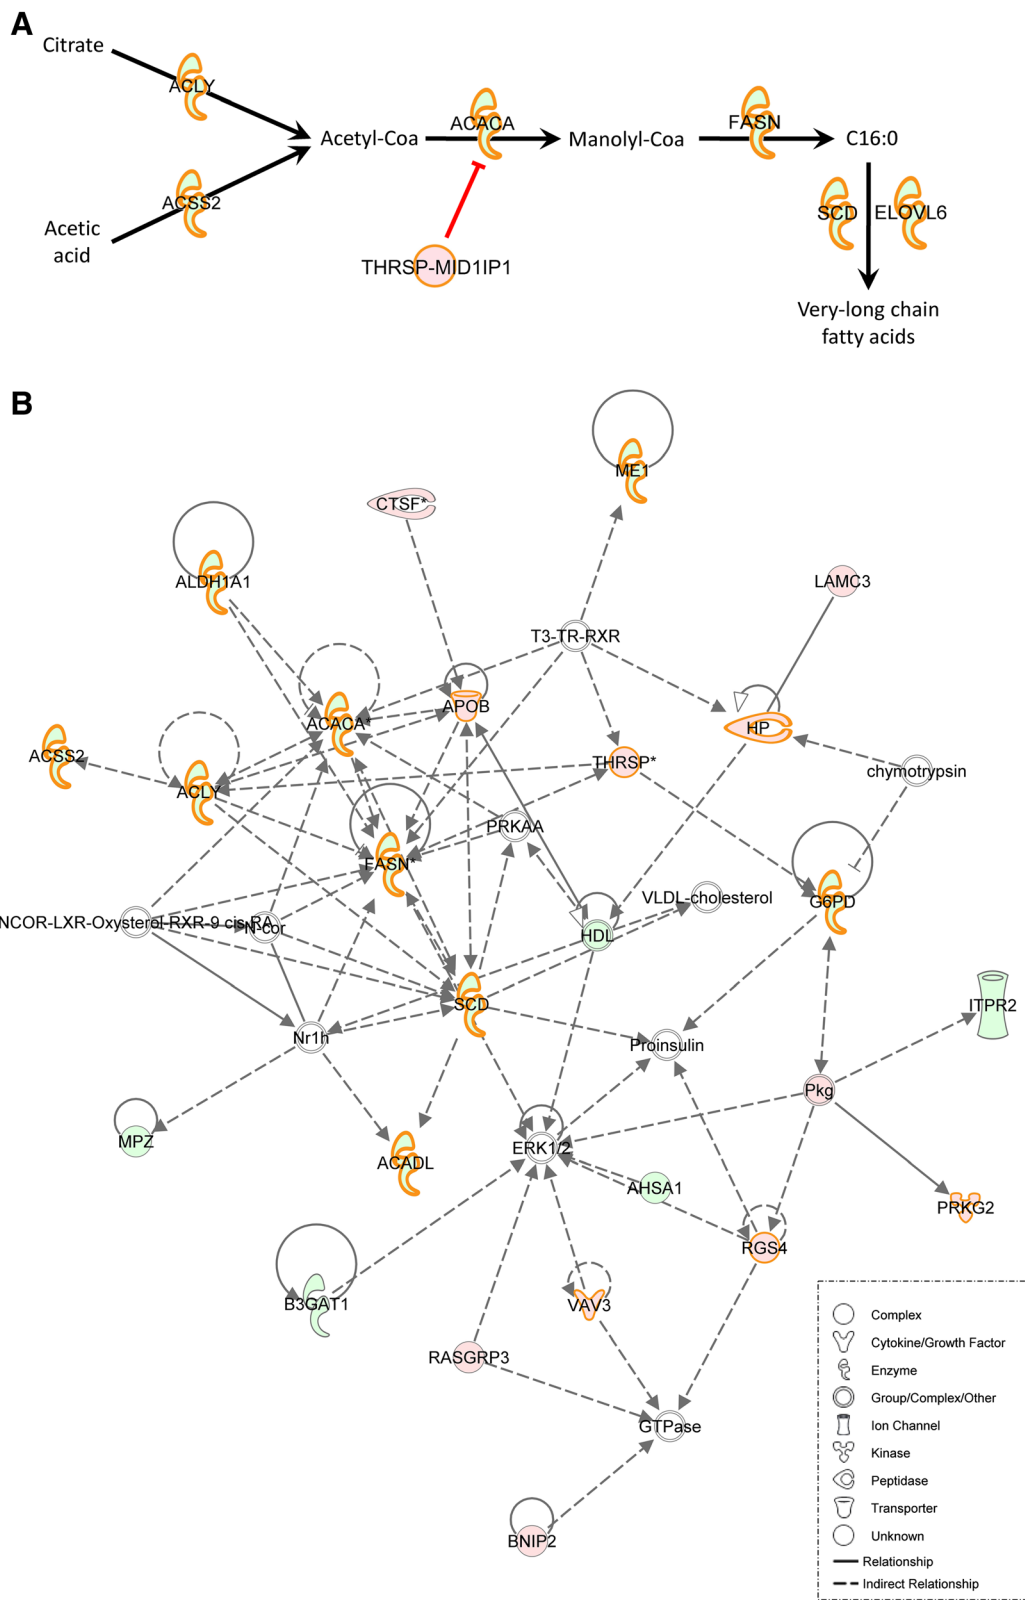 A
Citrate
ACLY
ACACA
FASN
Acetyl-Coa
Manolyl-Coa
C16:0
ACSS2
SCD
ELOVL6
Acetic
acid
THRSP-MID1IP1
Very-long chain
fatty acids
B
ME1
CTSF*
ALDH1A1
LAMC3
T3-TR-RXR
APOB
ACACA*
HP
ACSS2
THRSP*
chymotrypsin
ACLY
PRKAA
FASN*
VLDL-cholesterol
G6PD
NCOR-LXR-Oxysterol-RXR-9 cis RA
N-cor
HDL
SCD
ITPR2
Nr1h
Proinsulin
Pkg
MPZ
ERK1/2
ACADL
AHSA1
PRKG2
RGS4
B3GAT1
VAV3
RASGRP3
GTPase
BNIP2
Complex
Cytokine/Growth Factor
Enzyme
Group/Complex/Other
Ion Channel
Kinase
Peptidase
Transporter
Unknown
Relationship
Indirect Relationship